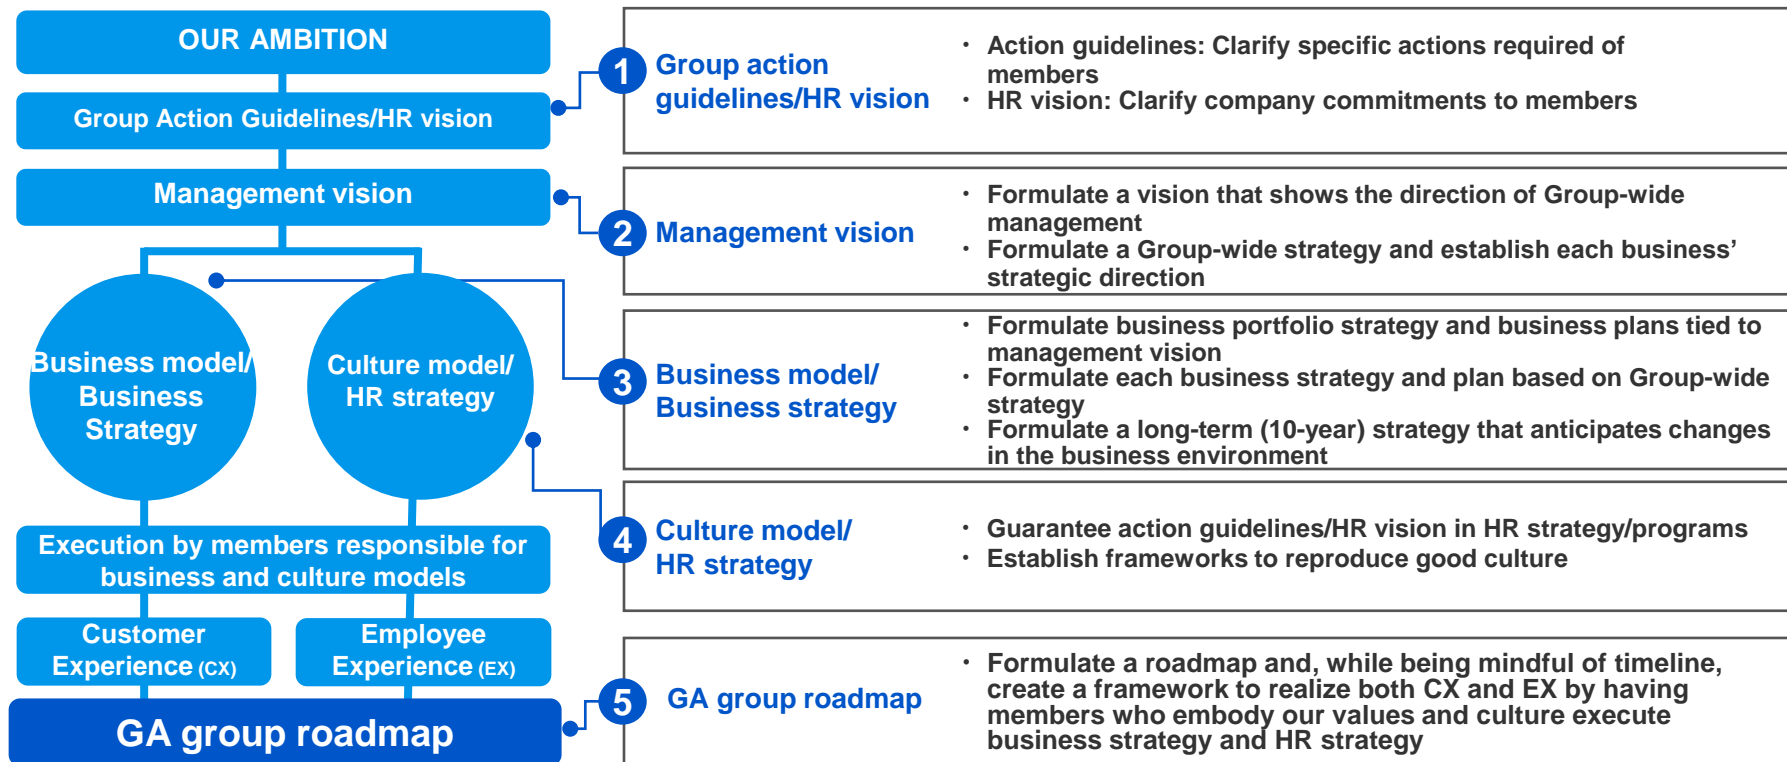 OUR AMBITION
Group Action Guidelines/HR vision
Management vision
Business model/
Business
Strategy
Culture model/
HR strategy
Execution by members responsible for
business and culture models
Customer
Experience (CX)
Employee
Experience (EX)
GA group roadmap
1
Group action
guidelines/HR vision
・ Action guidelines: Clarify specific actions required of
members
・ HR vision: Clarify company commitments to members
2
Management vision
・ Formulate a vision that shows the direction of Group-wide
management
・ Formulate a Group-wide strategy and establish each business’
strategic direction
3
Business model/
Business strategy
・ Formulate business portfolio strategy and business plans tied to
management vision
・ Formulate each business strategy and plan based on Group-wide
strategy
・ Formulate a long-term (10-year) strategy that anticipates changes
in the business environment
4
Culture model/
HR strategy
・ Guarantee action guidelines/HR vision in HR strategy/programs
・ Establish frameworks to reproduce good culture
5
GA group roadmap
・ Formulate a roadmap and, while being mindful of timeline,
create a framework to realize both CX and EX by having
members who embody our values and culture execute
business strategy and HR strategy